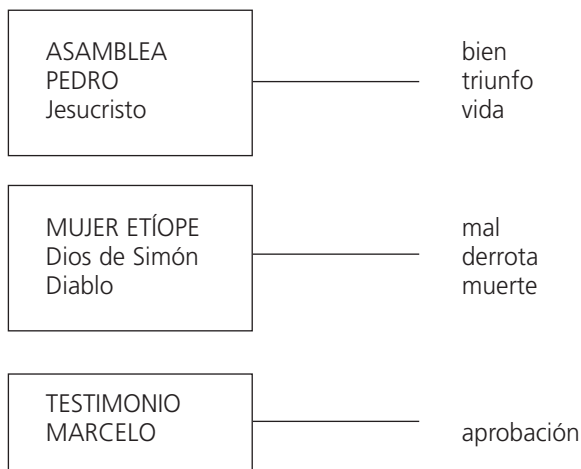 ASAMBLEA
PEDRO
Jesucristo
bien
triunfo
vida
MUJER ETÍOPE
Dios de Simón
Diablo
mal
derrota
muerte
TESTIMONIO
MARCELO
aprobación